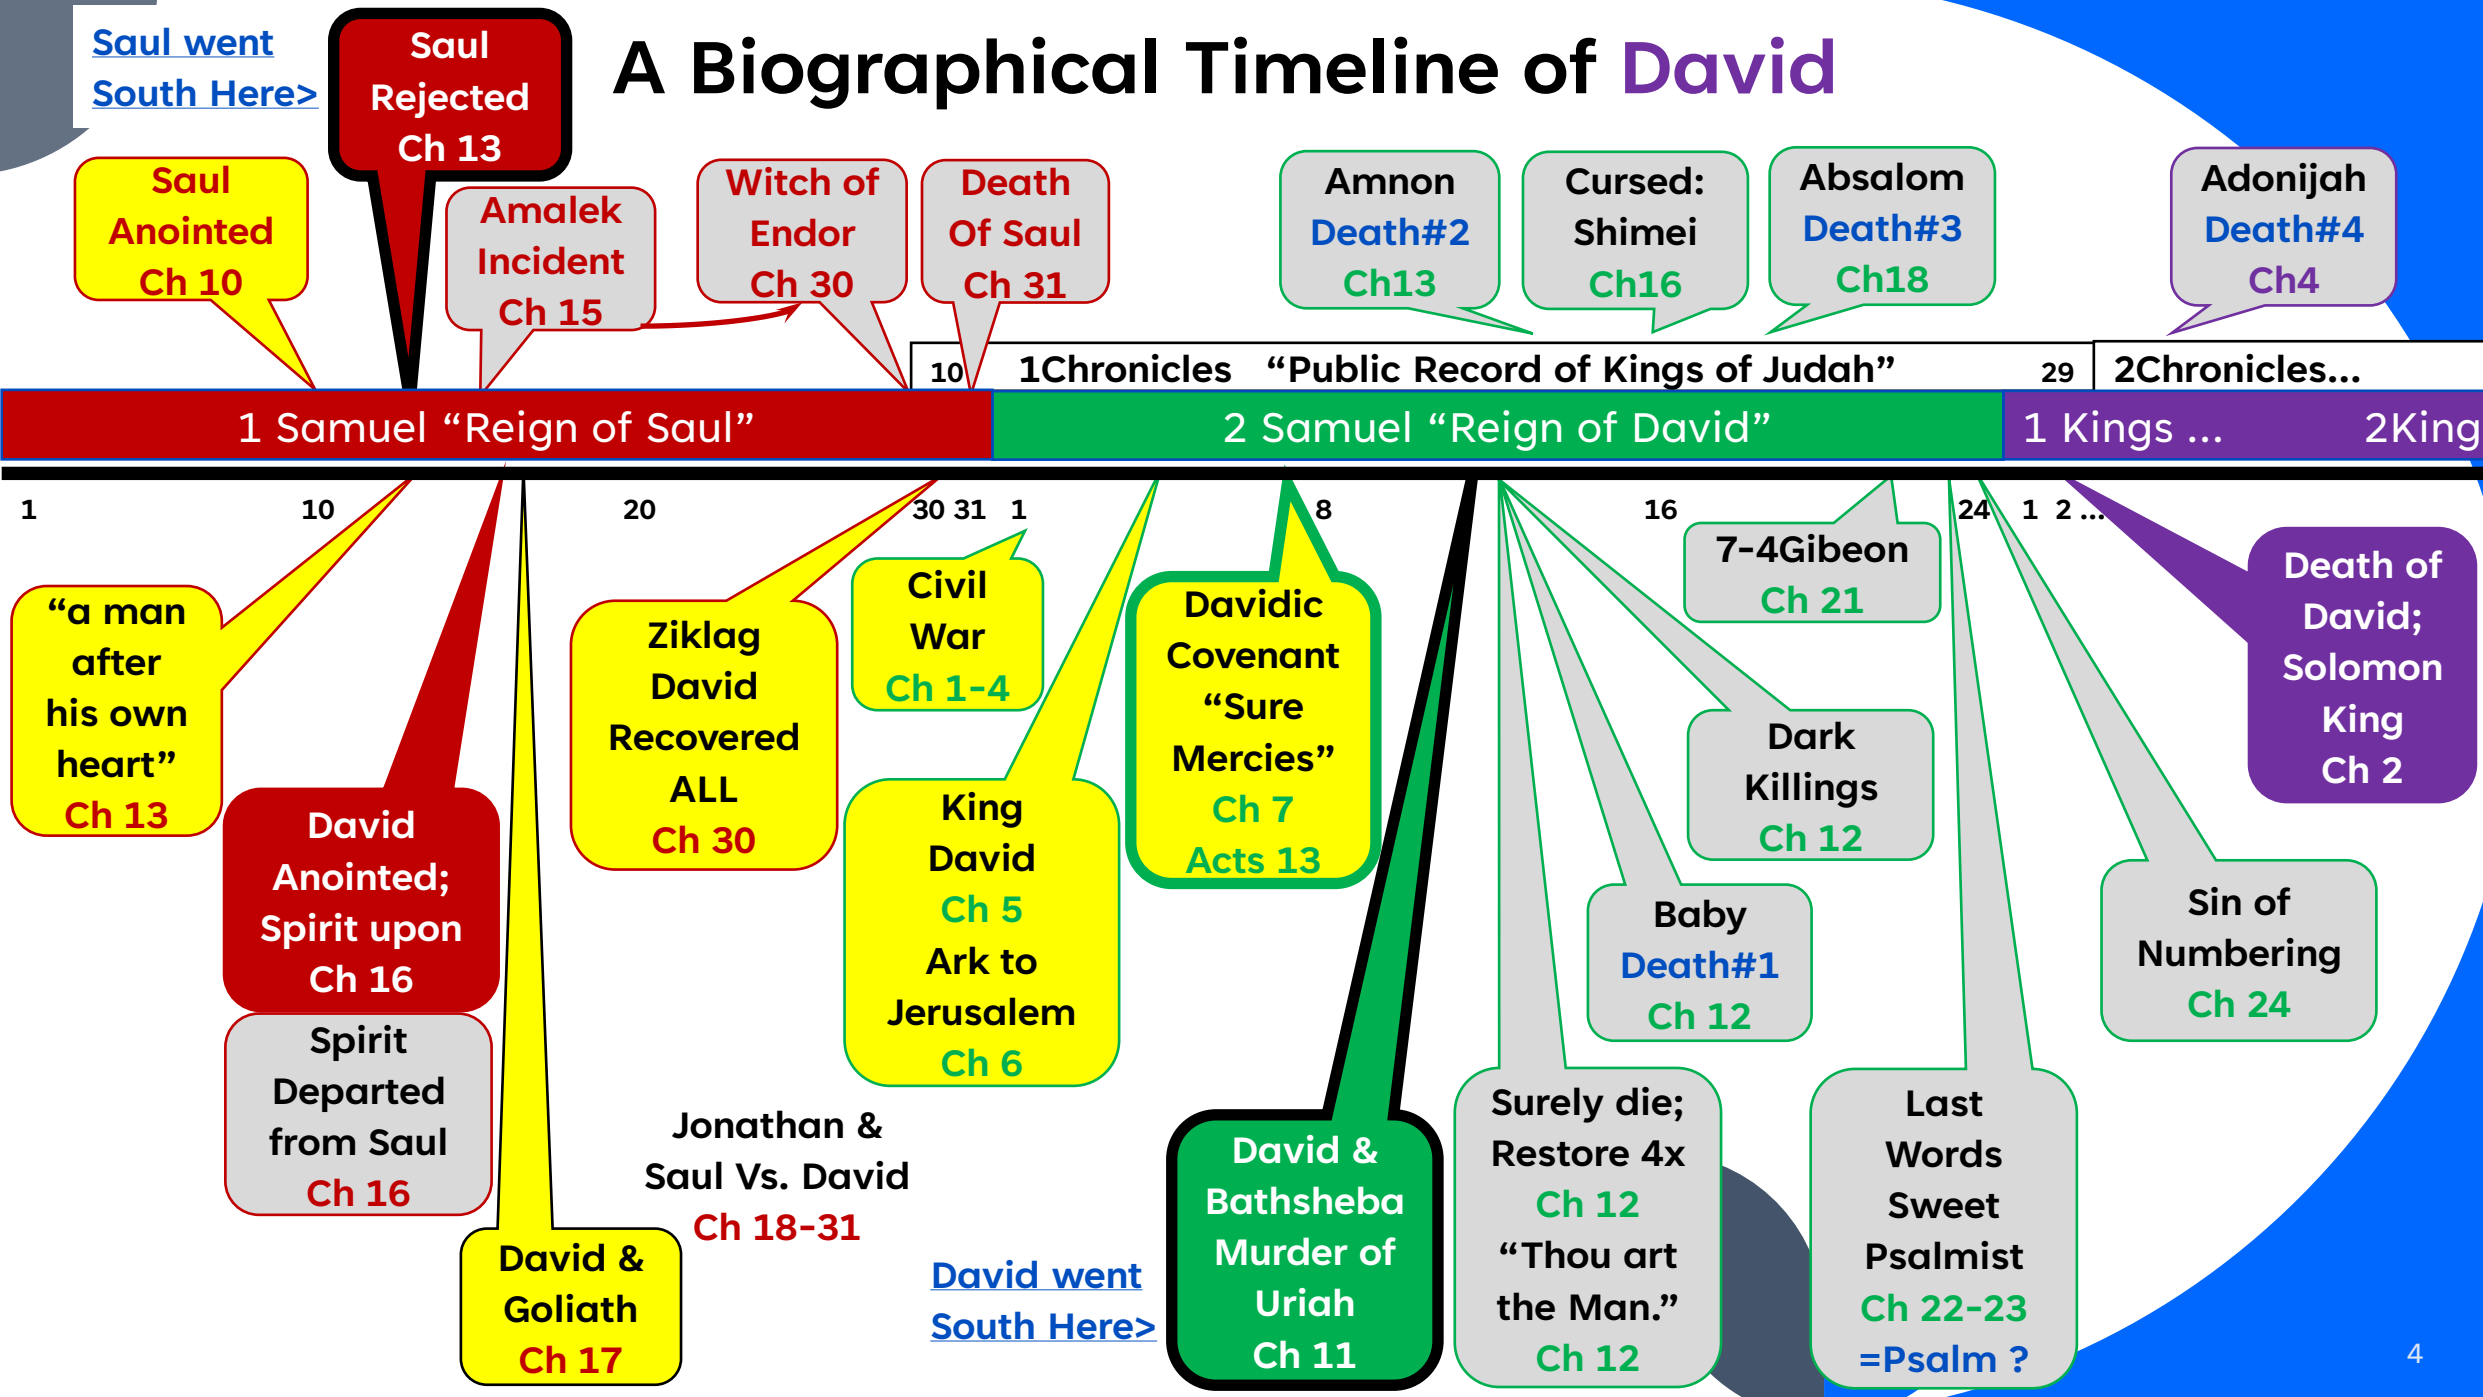 Saul went
South Here>
Saul
Rejected
Ch 13
A Biographical Timeline of David
Saul
Anointed
Ch 10
Amalek
Incident
Ch 15
Witch of
Endor
Ch 30
Death
Of Saul
Ch 31
Amnon
Death#2
Ch13
Cursed:
Shimei
Ch16
Absalom
Death#3
Ch18
Adonijah
Death#4
Ch4
10 1Chronicles “Public Record of Kings of Judah” 29 2Chronicles...
1 Samuel “Reign of Saul” 2 Samuel “Reign of David” 1 Kings ... 2King
1 10 20 30 31 1 8 16 24 1 2 ...
“a man
after
his own
heart”
Ch 13
David
Anointed;
Spirit upon
Ch 16
Spirit
Departed
from Saul
Ch 16
David &
Goliath
Ch 17
Ziklag
David
Recovered
ALL
Ch 30
Jonathan &
Saul Vs. David
Ch 18-31
Civil
War
Ch 1-4
King
David
Ch 5
Ark to
Jerusalem
Ch 6
Davidic
Covenant
“Sure
Mercies”
Ch 7
Acts 13
David went
South Here>
David &
Bathsheba
Murder of
Uriah
Ch 11
Surely die;
Restore 4x
Ch 12
“Thou art
the Man.”
Ch 12
Baby
Death#1
Ch 12
Dark
Killings
Ch 12
7-4Gibeon
Ch 21
Last
Words
Sweet
Psalmist
Ch 22-23
=Psalm ?
Sin of
Numbering
Ch 24
Death of
David;
Solomon
King
Ch 2
4